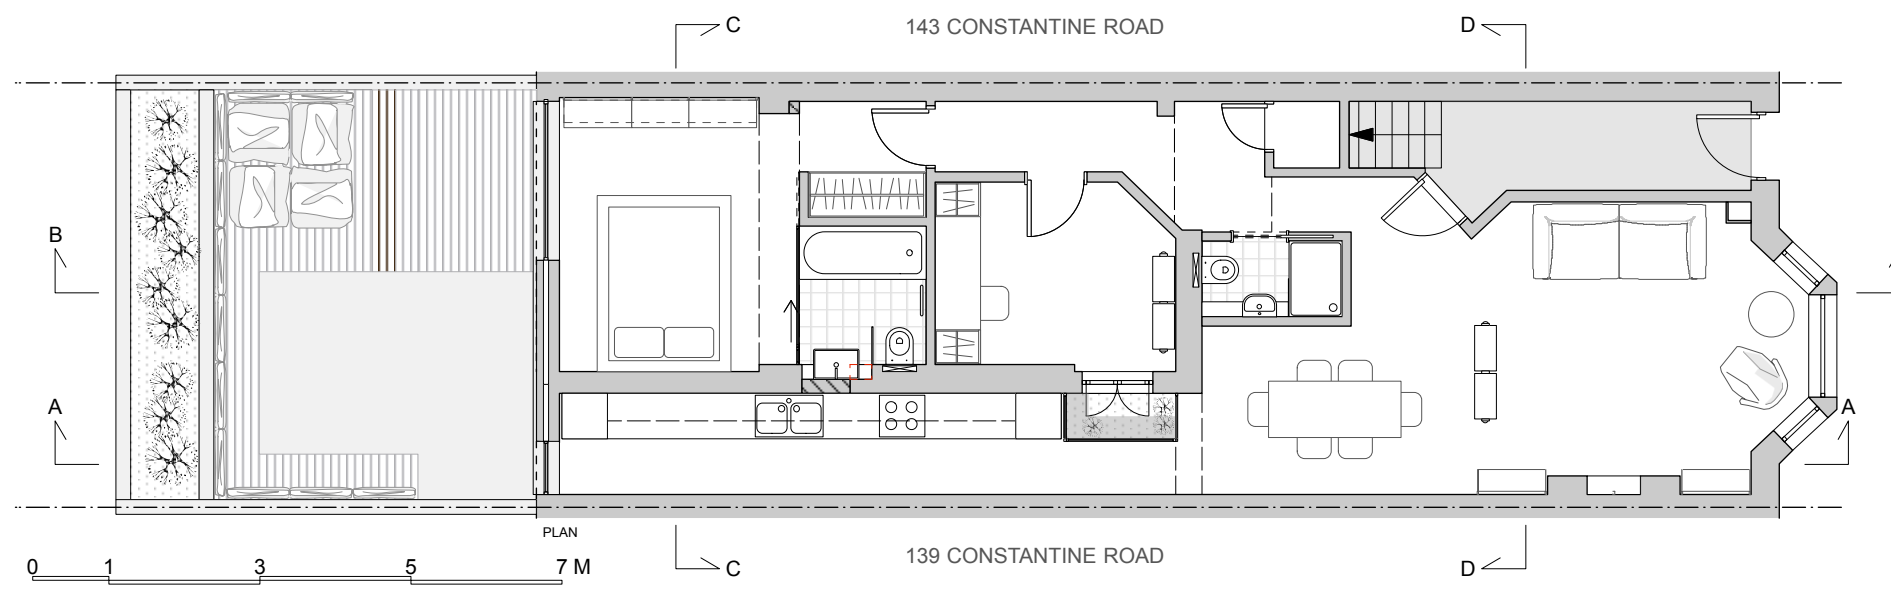 C
143 CONSTANTINE ROAD
D
B
A
A
PLAN
139 CONSTANTINE ROAD
C
D
0 1 3 5 7 M